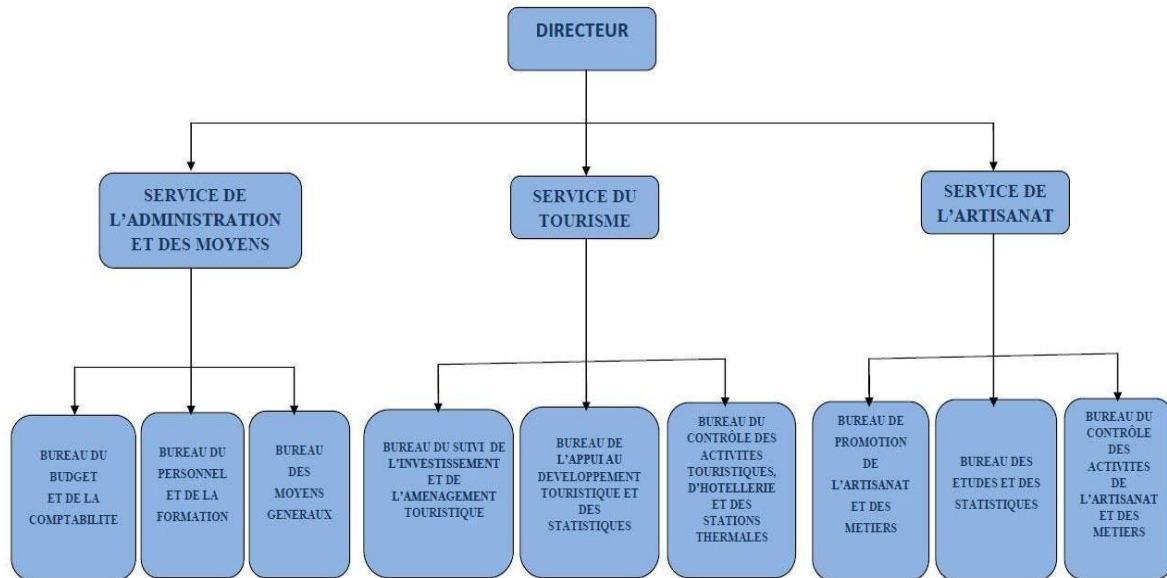 DIRECTEUR
SERVICE DE
L’ADMINISTRATION
ET DES MOYENS
SERVICE DU
TOURISME
SERVICE DE
L’ARTISANAT
BUREAU DU
BUDGET
ET DE LA
COMPTABILITE
BUREAU DU
PERSONNEL
ET DE LA
FORMATION
BUREAU
DES
MOYENS
GENERAUX
BUREAU DU SUIVI DE
L’INVESTISSEMENT
ET DE
L’AMENAGEMENT
TOURISTIQUE
BUREAU DE
L’APPUI AU
DEVELOPPEMENT
TOURISTIQUE ET
DES
STATISTIQUES
BUREAU DU
CONTRÔLE DES
ACTIVITES
TOURISTIQUES,
D’HOTELLERIE
ET DES
STATIONS
THERMALES
BUREAU DE
PROMOTION
DE
L’ARTISANAT
ET DES
METIERS
BUREAU DES
ETUDES ET DES
STATISTIQUES
BUREAU DU
CONTRÔLE
DES
ACTIVITES
DE
L’ARTISANAT
ET DES
METIERS